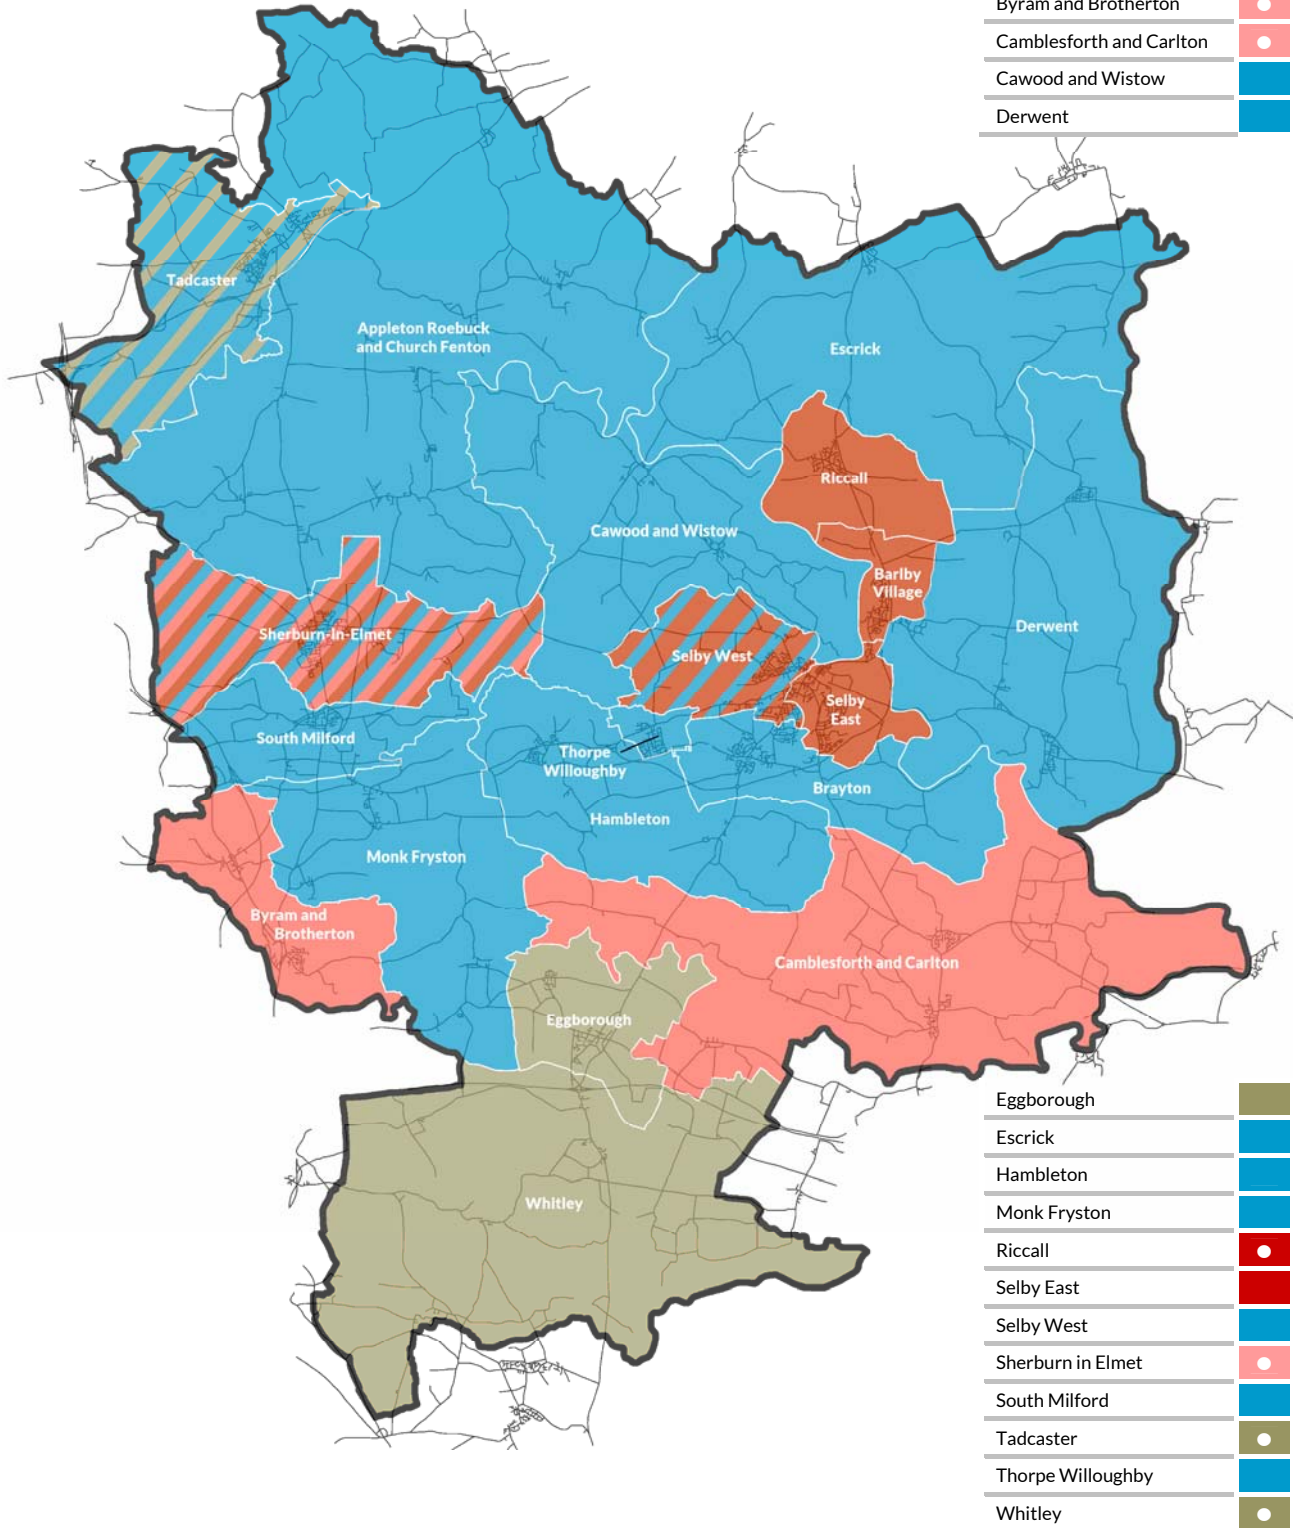 Byram and Brotherton
Camblesforth and Carlton
Cawood and Wistow
Derwent
Tadcaster
Appleton Roebuck
and Church Fenton
Escrick
Riccall
Cawood and Wistow
Barlby
Village
Derwent
Sherburn-in-Elmet
Selby West
Selby
East
South Milford
Thorpe
Willoughby
Brayton
Hambleton
Monk Fryston
Byram and
Brotherton
Camblesforth and Carlton
Eggborough
Whitley
Eggborough
Escrick
Hambleton
Monk Fryston
Riccall
Selby East
Selby West
Sherburn in Elmet
South Milford
Tadcaster
Thorpe Willoughby
Whitley